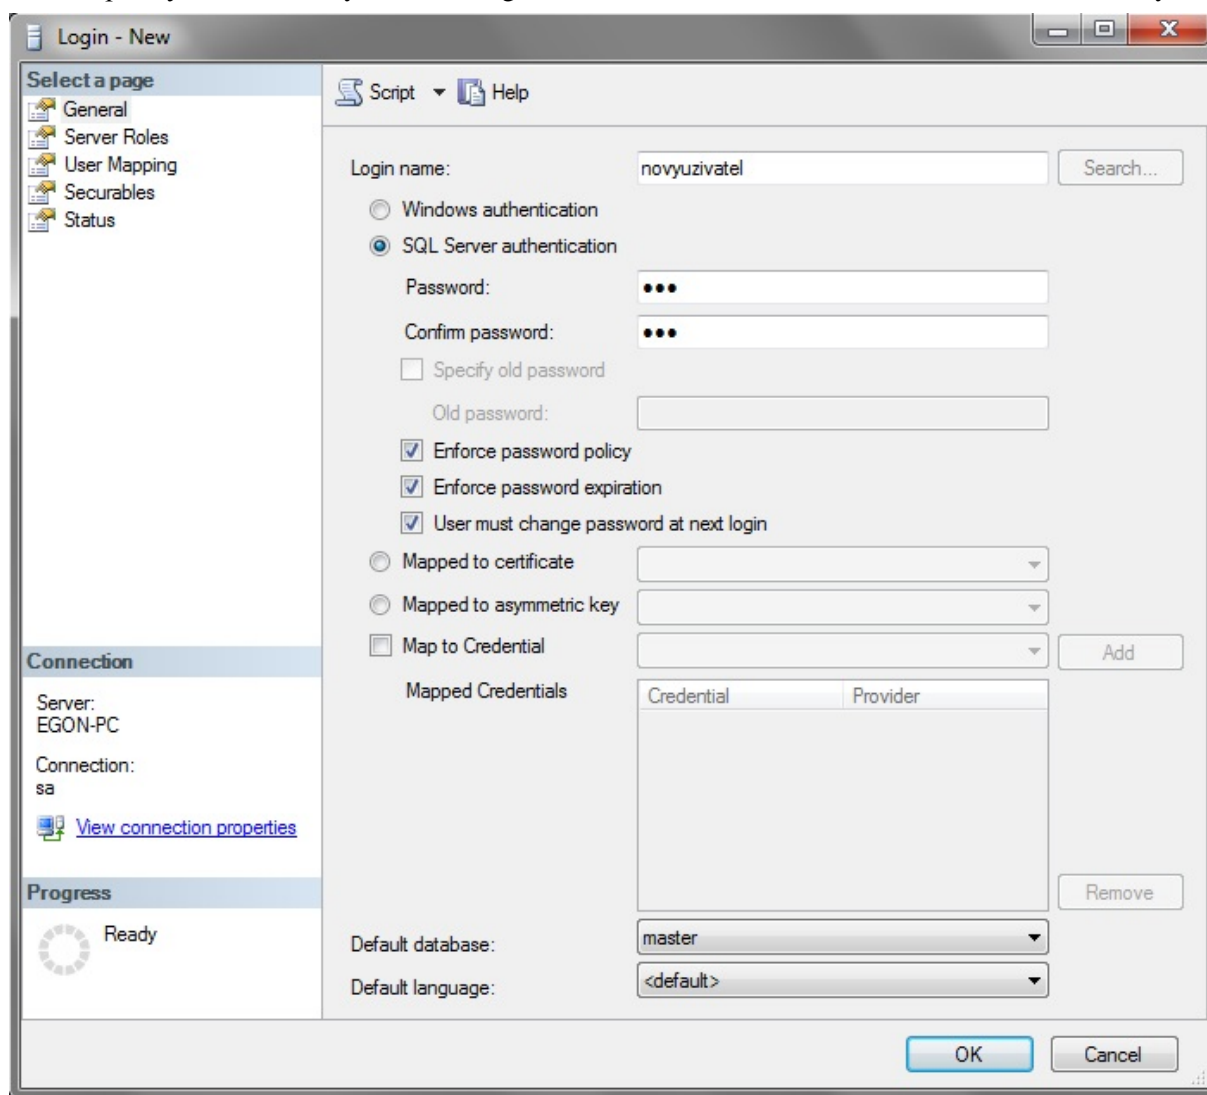 Login - New
Select a page
General
Server Roles
User Mapping
Securables
Status
Script Help
Login name: novyuzivatel Search...
Windows authentication
SQL Server authentication
Password: ●●●
Confirm password: ●●●
Specify old password
Old password:
Enforce password policy
Enforce password expiration
User must change password at next login
Mapped to certificate
Mapped to asymmetric key
Map to Credential Add
Mapped Credentials Credential Provider
Remove
Default database: master
Default language: <default>
Connection
Server:
EGON-PC
Connection:
sa
View connection properties
Progress
Ready
OK Cancel